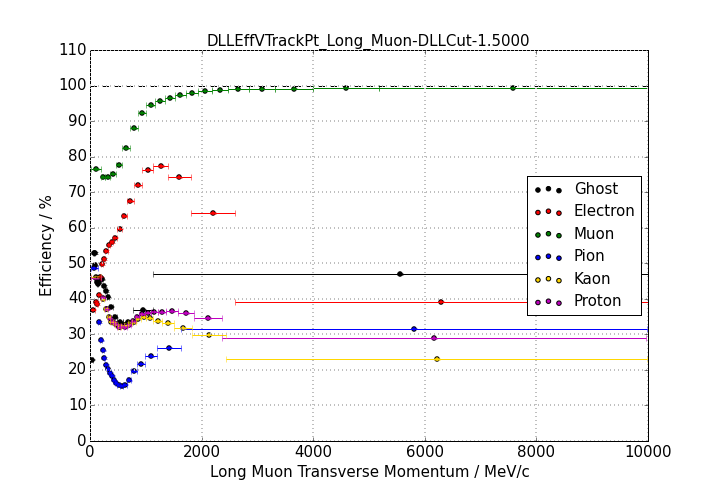 DLLEffVTrackPt_Long_Muon-DLLCut-1.5000
110
100
90
80
70
60
50
40
30
20
10
0
Efficiency / %
Ghost
Electron
Muon
Pion
Kaon
Proton
0 2000 4000 6000 8000 10000
Long Muon Transverse Momentum / MeV/c